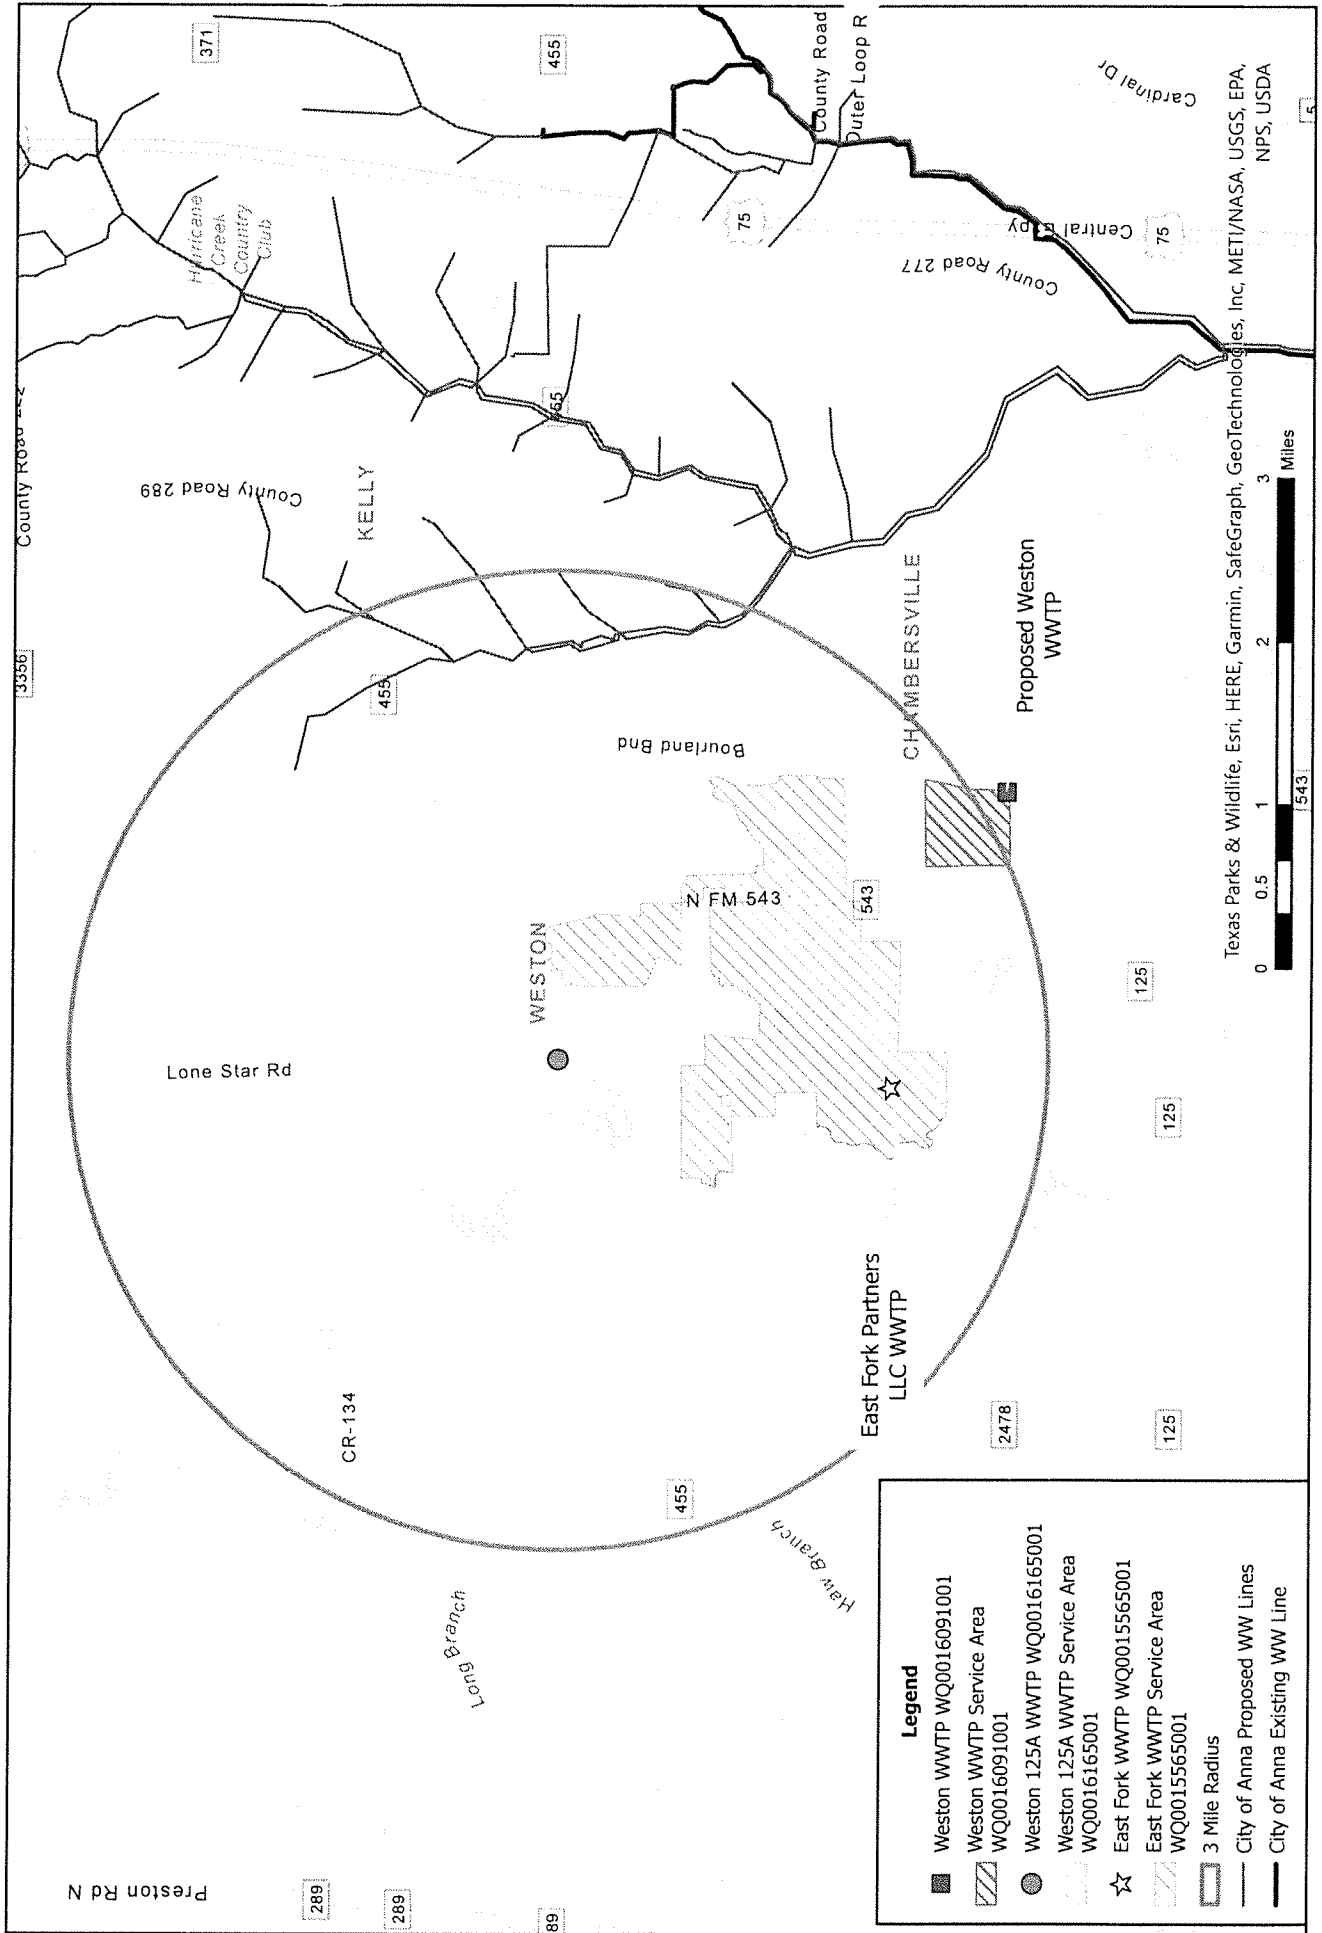 County Road
371
455
County Road
Outer Loop R
Cardinal Dr
Hurricane
Creek
Country
Club
75
Central Expy
75
County Road 277
455
County Road 289
KELLY
3356
455
CHAMBERSVILLE
Proposed Weston
WWTP
Bourland Bnd
N FM 543
543
WESTON
Lone Star Rd
125
125
East Fork Partners
LLC WWTP
CR-134
2478
125
455
Haw Branch
Long Branch
Preston Rd N
289
289
89
543
5
Texas Parks & Wildlife, Esri, HERE, Garmin, SafeGraph, GeoTechnologies, Inc, METI/NASA, USGS, EPA,
NPS, USDA
0 0.5 1 2 3
Miles
Legend
Weston WWTP WQ0016091001
Weston WWTP Service Area
WQ0016091001
Weston 125A WWTP WQ0016165001
Weston 125A WWTP Service Area
WQ0016165001
East Fork WWTP WQ0015565001
East Fork WWTP Service Area
WQ0015565001
3 Mile Radius
City of Anna Proposed WW Lines
City of Anna Existing WW Line